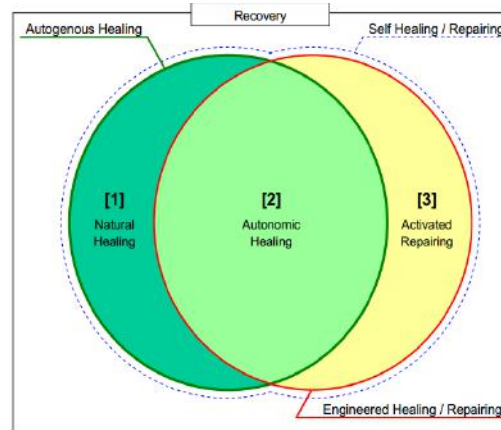 Recovery
Autogenous Healing
Self Healing / Repairing
[1]
Natural
Healing
[2]
Autonomic
Healing
[3]
Activated
Repairing
Engineered Healing / Repairing